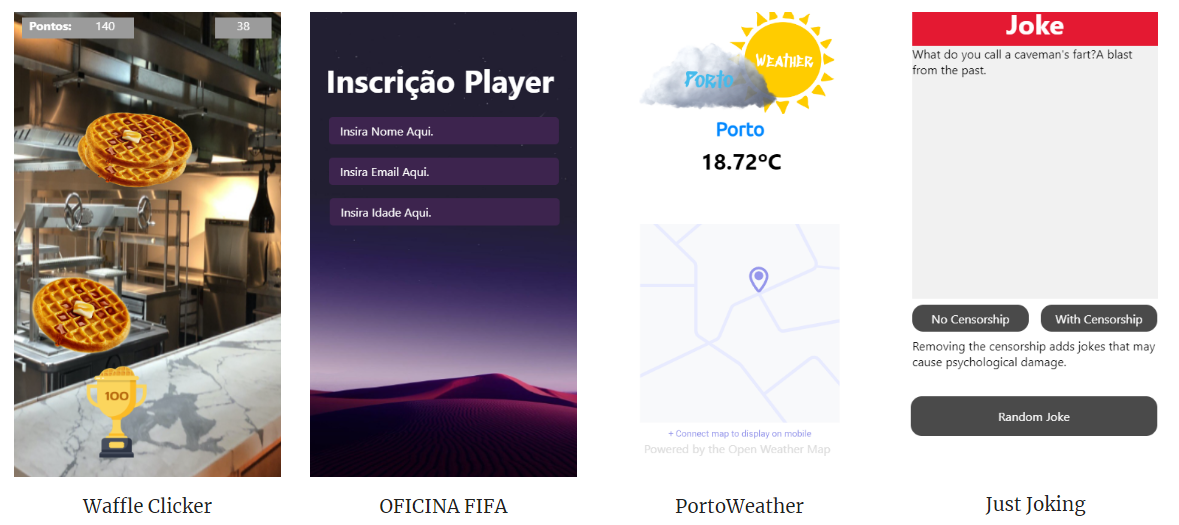 Pontos: 140 38
100
Waffle Clicker
Inscrição Player
Insira Nome Aqui.
Insira Email Aqui.
Insira Idade Aqui.
OFICINA FIFA
WEATHER
Porto
Porto
18.72ºC
+ Connect map to display on mobile
Powered by the Open Weather Map
PortoWeather
Joke
What do you call a caveman's fart?A blast
from the past.
No Censorship With Censorship
Removing the censorship adds jokes that may
cause psychological damage.
Random Joke
Just Joking